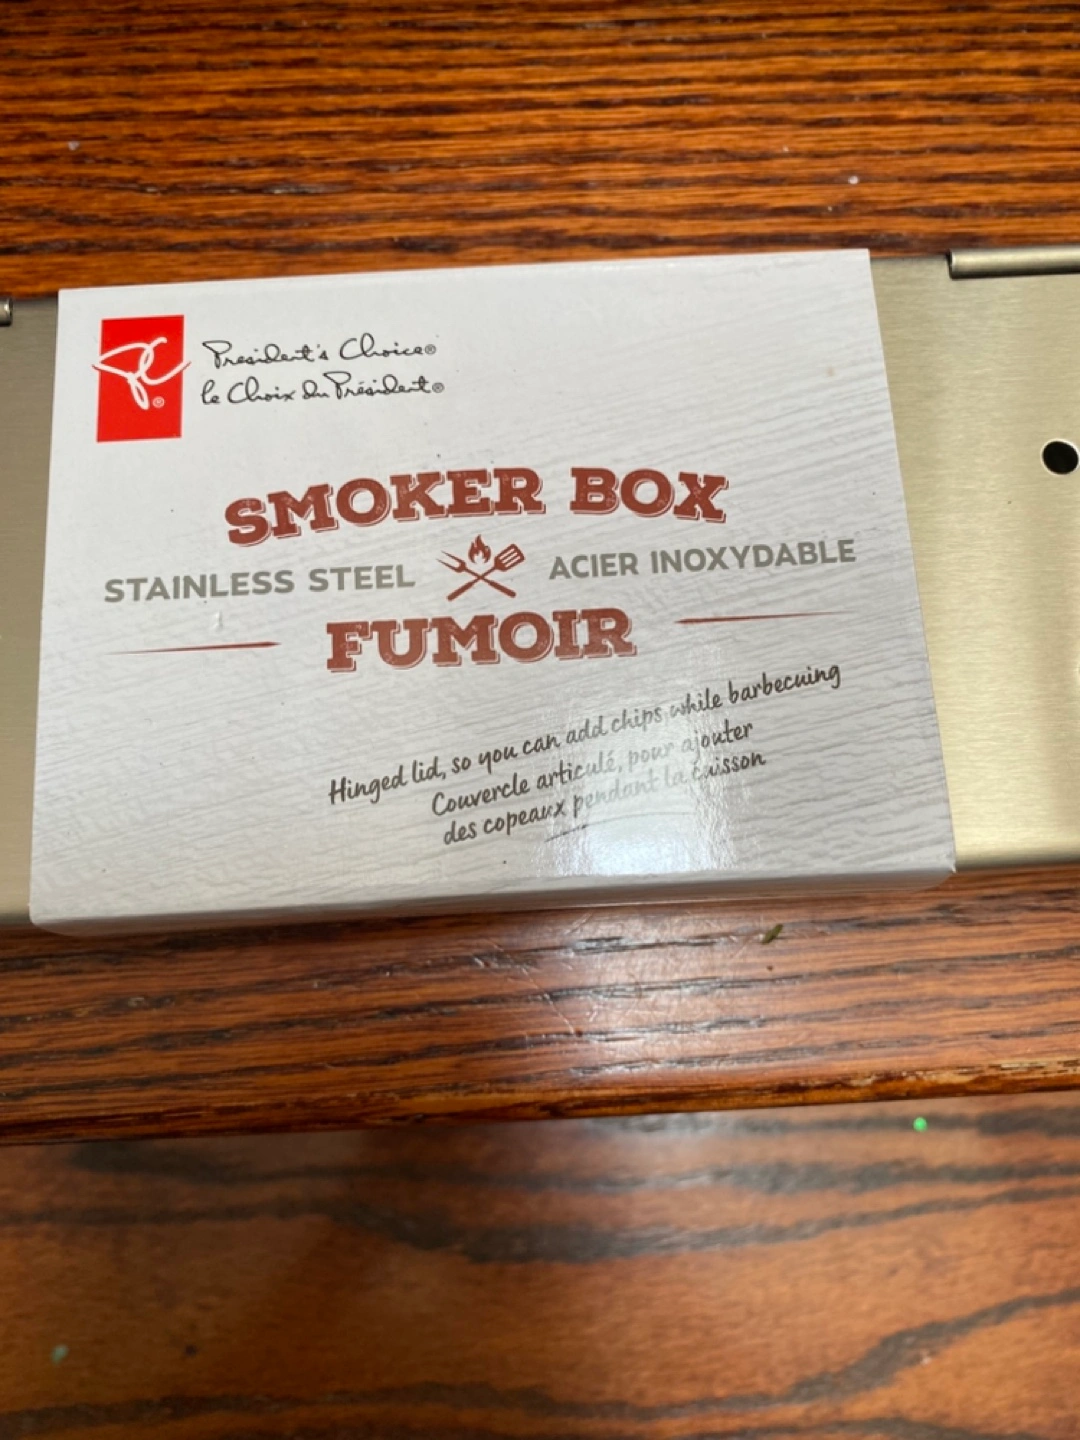 PC®
President's Choice®
le Choix du Président®
SMOKER BOX
STAINLESS STEEL ACIER INOXYDABLE
FUMOIR
Hinged lid, so you can add chips while barbecuing
Couvercle articulé, pour ajouter
des copeaux pendant la cuisson